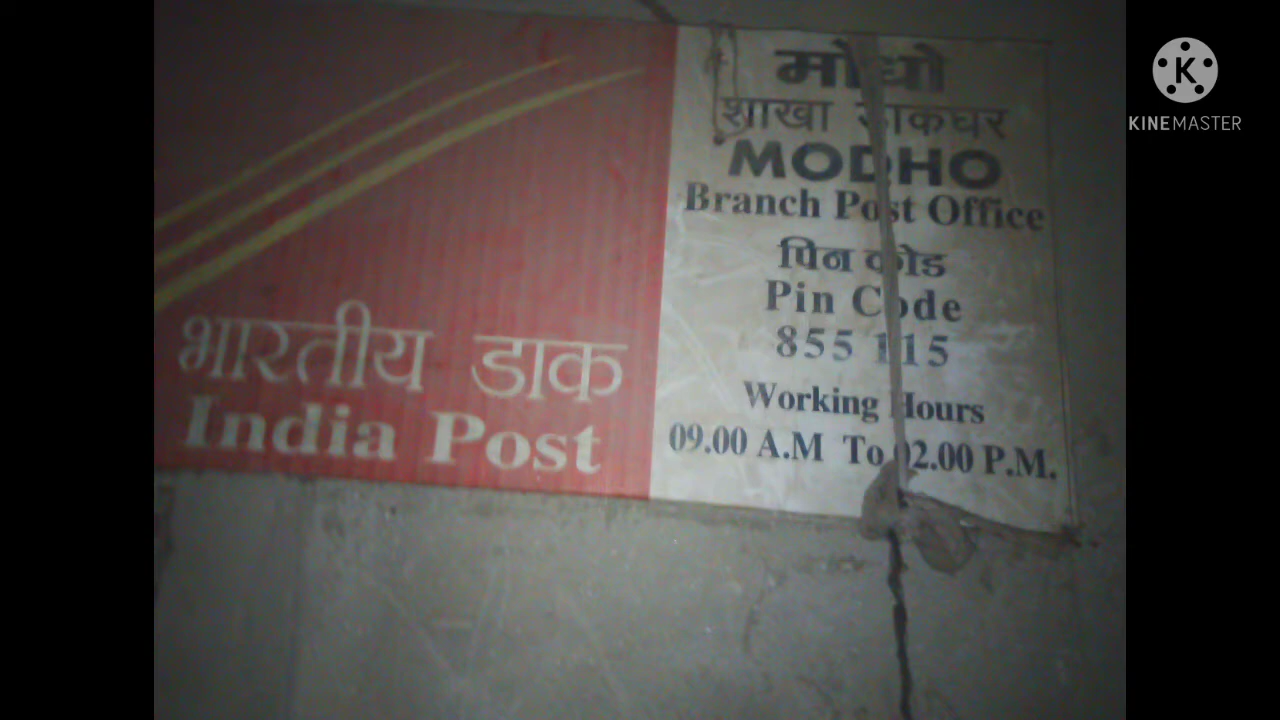 भारतीय डाक
India Post
मोधो
शाखा डाकघर
MODHO
Branch Post Office
पिन कोड
Pin Code
855 115
Working Hours
09.00 A.M To 02.00 P.M.
K
KINEMASTER